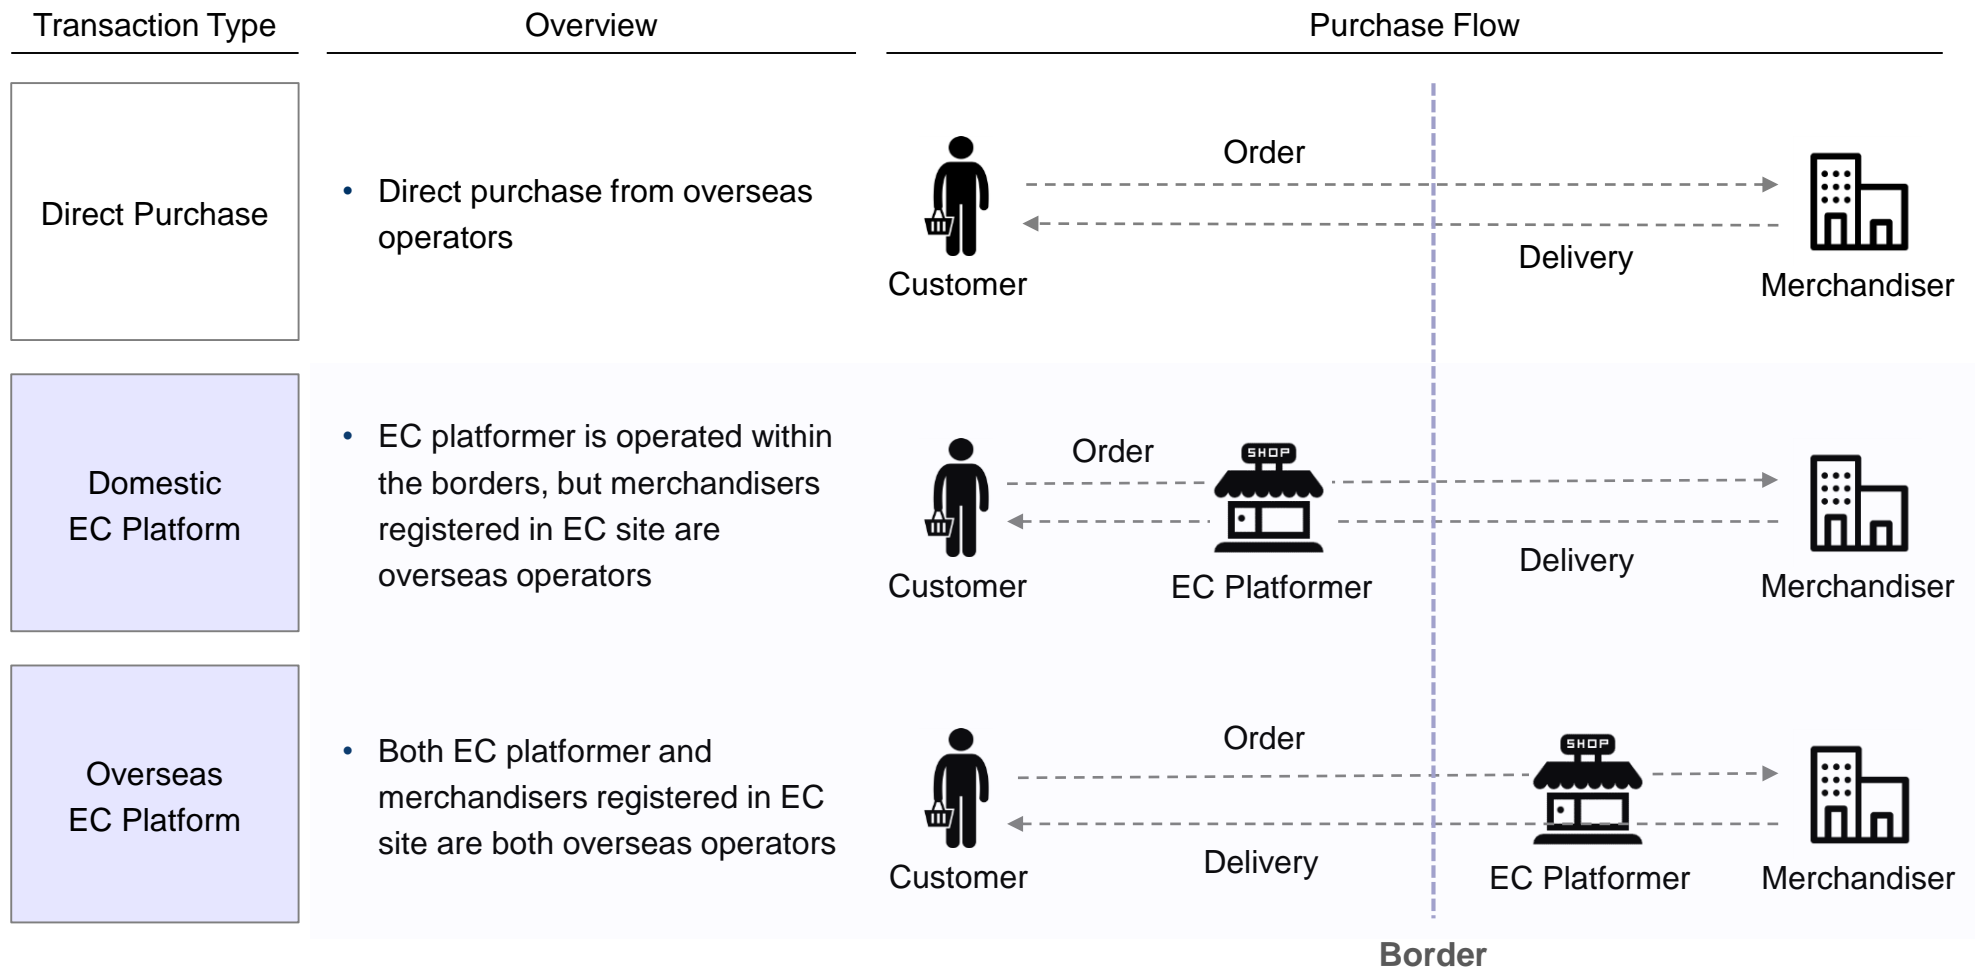 Transaction Type
Overview
Purchase Flow
Direct Purchase
• Direct purchase from overseas
operators
Order
Delivery
Customer
Merchandiser
Domestic
EC Platform
• EC platformer is operated within
the borders, but merchandisers
registered in EC site are
overseas operators
Order
SHOP
Delivery
Customer
EC Platformer
Merchandiser
Overseas
EC Platform
• Both EC platformer and
merchandisers registered in EC
site are both overseas operators
Order
SHOP
Delivery
Customer
EC Platformer
Merchandiser
Border